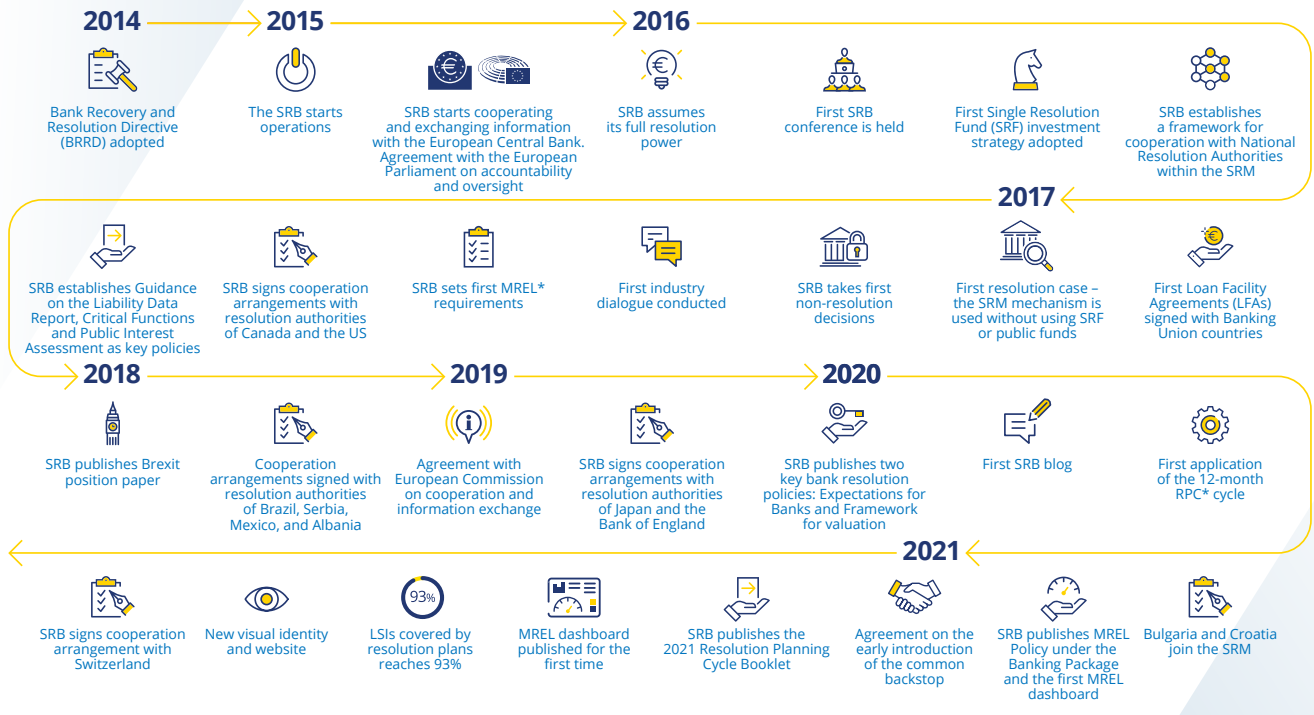 2014
2015
2016
Bank Recovery and
Resolution Directive
(BRRD) adopted
The SRB starts
operations
SRB starts cooperating
and exchanging information
with the European Central Bank.
Agreement with the European
Parliament on accountability
and oversight
SRB assumes
its full resolution
power
First SRB
conference is held
First Single Resolution
Fund (SRF) investment
strategy adopted
SRB establishes
a framework for
cooperation with National
Resolution Authorities
within the SRM
2017
SRB establishes Guidance
on the Liability Data
Report, Critical Functions
and Public Interest
Assessment as key policies
SRB signs cooperation
arrangements with
resolution authorities
of Canada and the US
SRB sets first MREL*
requirements
First industry
dialogue conducted
SRB takes first
non-resolution
decisions
First resolution case –
the SRM mechanism is
used without using SRF
or public funds
First Loan Facility
Agreements (LFAs)
signed with Banking
Union countries
2018
2019
2020
SRB publishes Brexit
position paper
Cooperation
arrangements signed with
resolution authorities
of Brazil, Serbia,
Mexico, and Albania
Agreement with
European Commission
on cooperation and
information exchange
SRB signs cooperation
arrangements with
resolution authorities
of Japan and the
Bank of England
SRB publishes two
key bank resolution
policies: Expectations for
Banks and Framework
for valuation
First SRB blog
First application
of the 12-month
RPC* cycle
2021
SRB signs cooperation
arrangement with
Switzerland
New visual identity
and website
93%
LSIs covered by
resolution plans
reaches 93%
MREL dashboard
published for the
first time
SRB publishes the
2021 Resolution Planning
Cycle Booklet
Agreement on the
early introduction
of the common
backstop
SRB publishes MREL
Policy under the
Banking Package
and the first MREL
dashboard
Bulgaria and Croatia
join the SRM